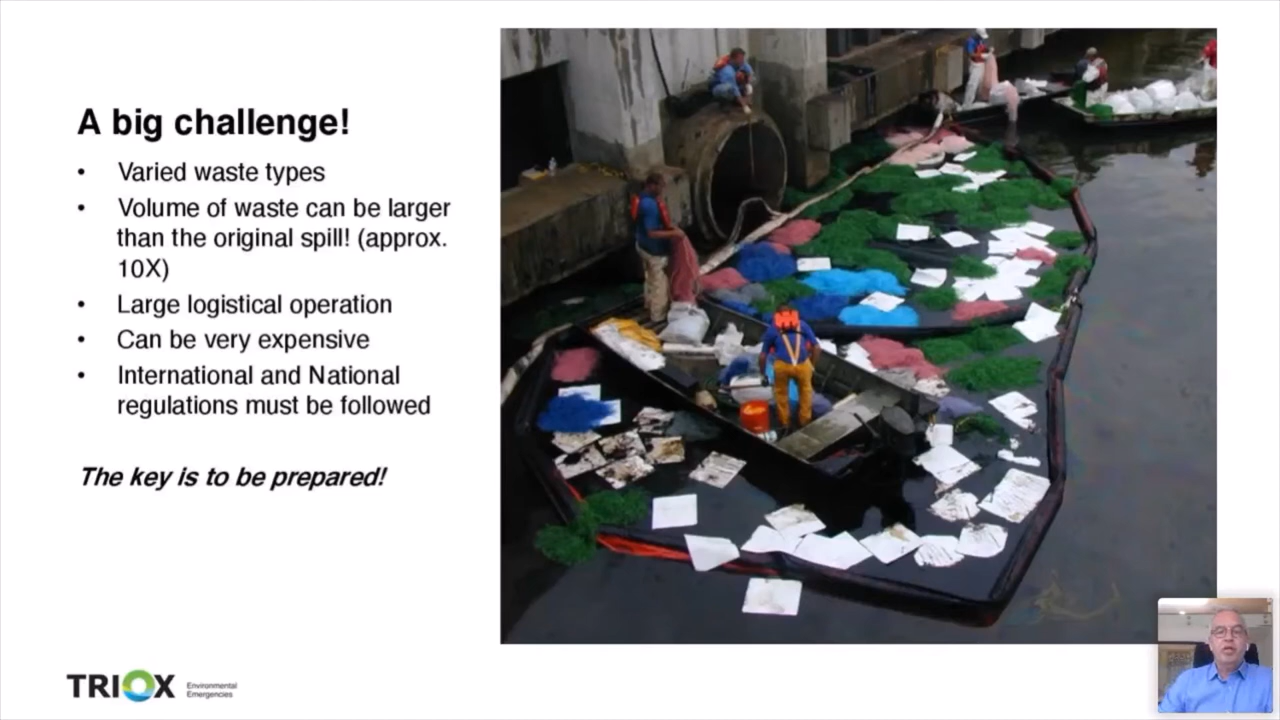 A big challenge!
• Varied waste types
• Volume of waste can be larger
than the original spill! (approx.
10X)
• Large logistical operation
• Can be very expensive
• International and National
regulations must be followed
The key is to be prepared!
TRIOX Environmental
Emergencies